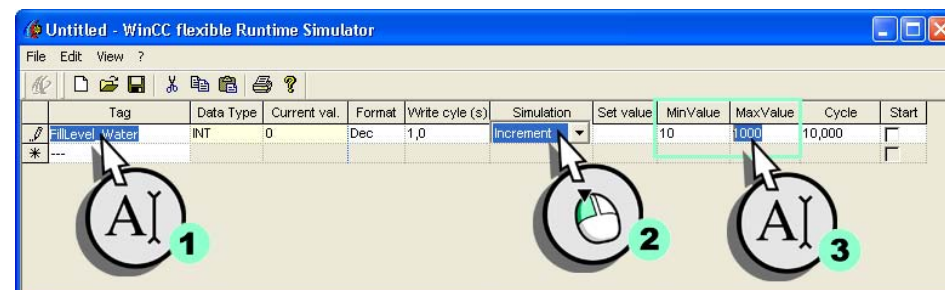 Untitled - WinCC flexible Runtime Simulator
File Edit View ?
Tag Data Type Current val. Format Write cyle (s) Simulation Set value MinValue MaxValue Cycle Start
FillLevel_Water INT 0 Dec 1,0 Increment 10 1000 10,000
* ---
A 1
2
A 3